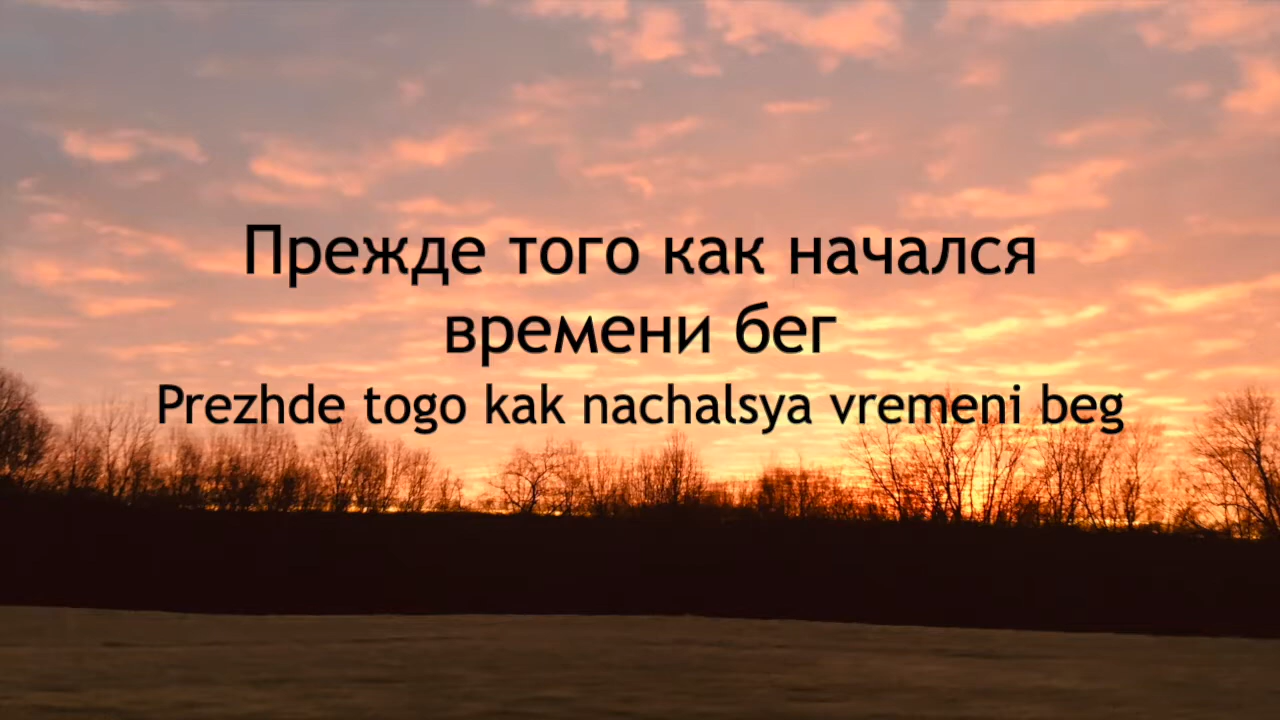 Прежде того как начался
времени бег
Prezhde togo kak nachalsya vremeni beg